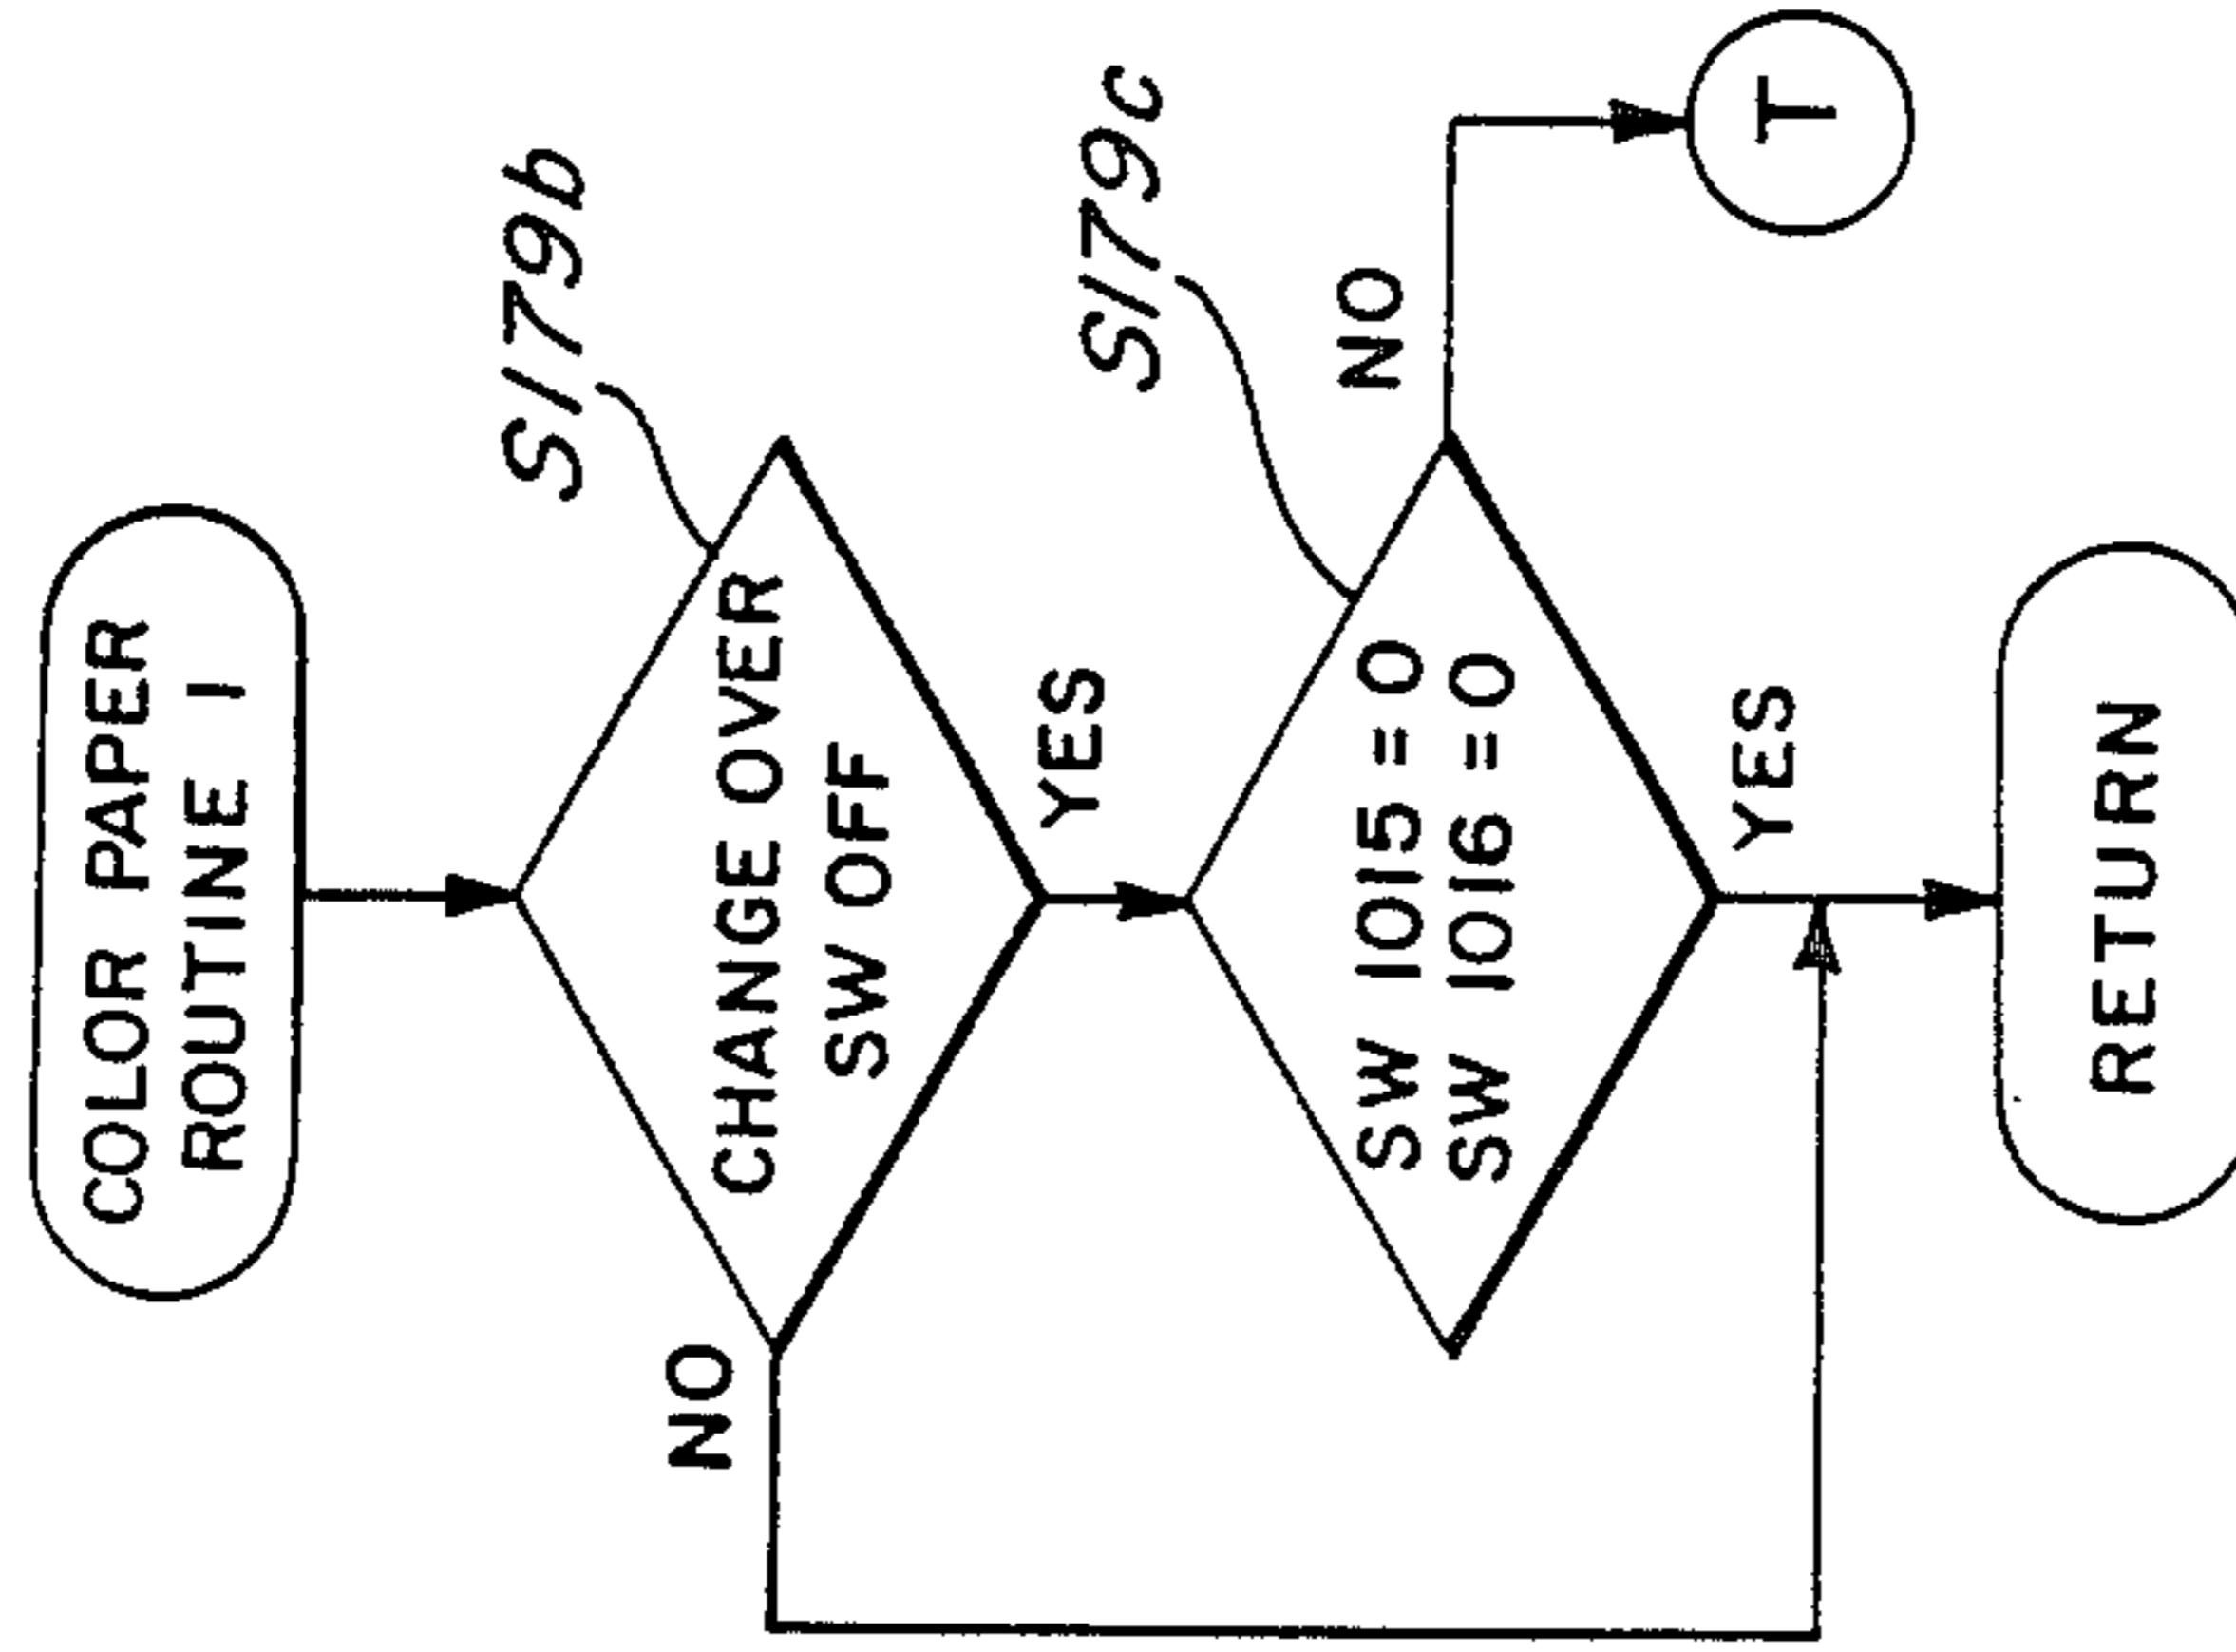 COLOR PAPER
ROUTINE 1
S179b
CHANGE OVER
SW OFF
NO
YES
S179c
SW 1015 = 0
SW 1016 = 0
NO
YES
T
RETURN